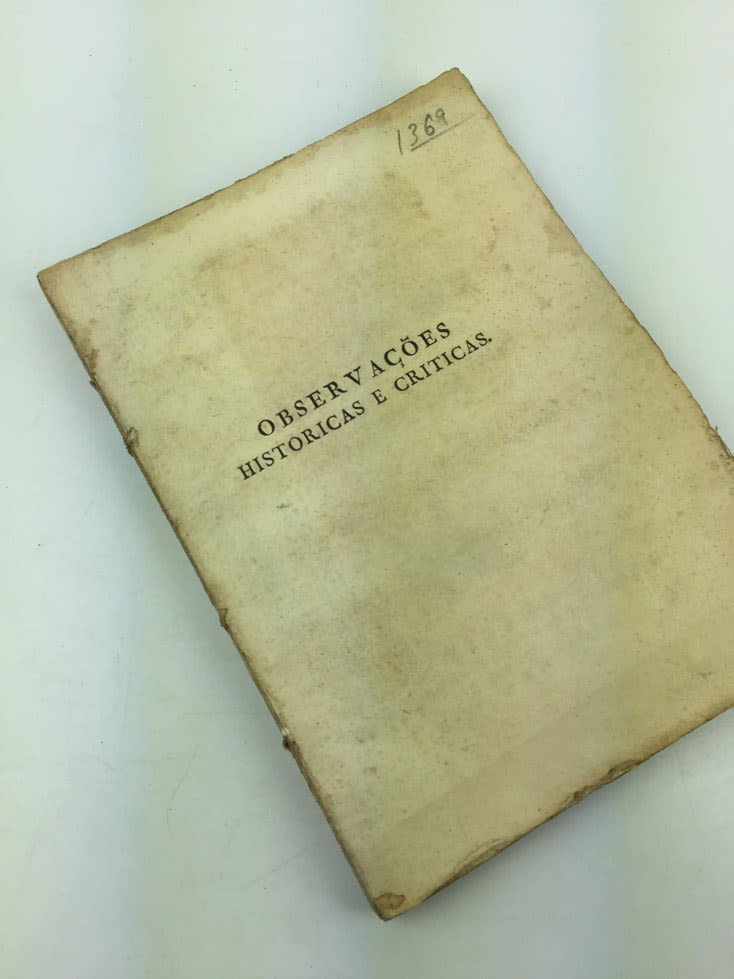 1369
OBSERVAÇÕES
HISTORICAS E CRITICAS.